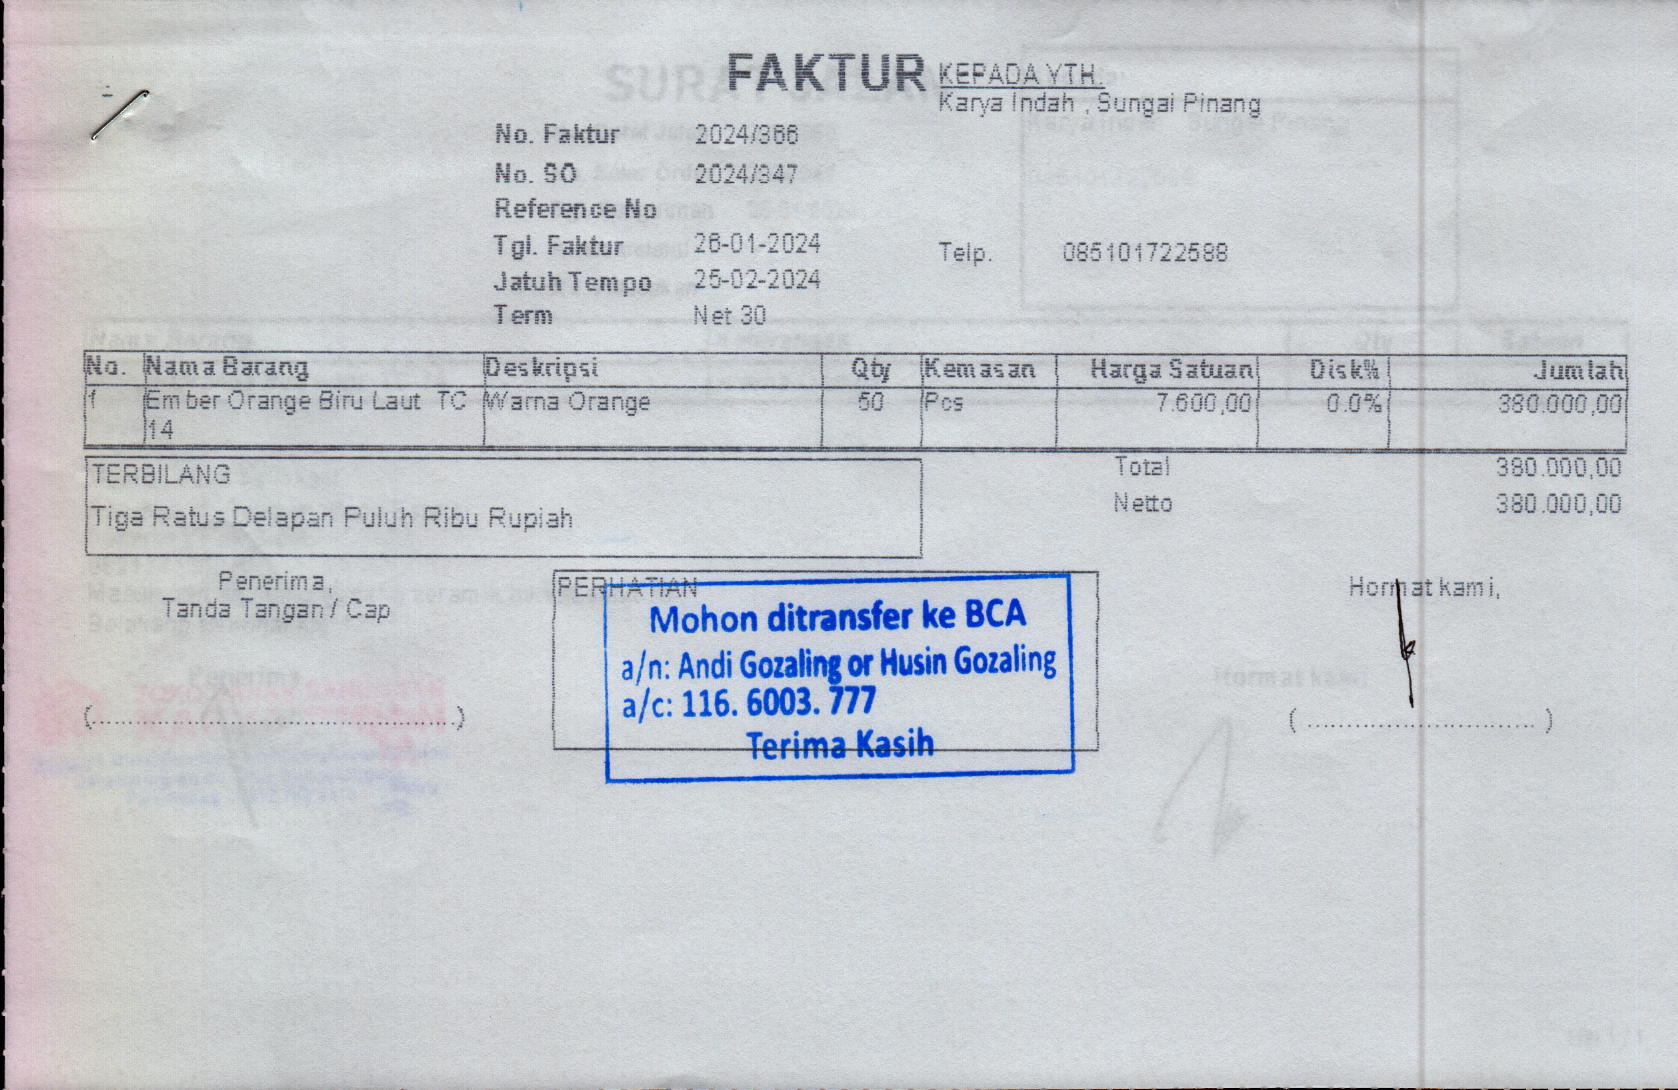 FAKTUR
KEPADA YTH.
Karya Indah , Sungai Pinang
No. Faktur 2024/366
No. SO 2024/347
Reference No
Tgl. Faktur 26-01-2024
Telp. 085101722588
Jatuh Tempo 25-02-2024
Term Net 30
No. Nama Barang Deskripsi Qty Kemasan Harga Satuan Disk% Jumlah
1 Ember Orange Biru Laut TC Warna Orange 50 Pcs 7.600,00 0.0% 380.000,00
14
TERBILANG
Total 380.000,00
Tiga Ratus Delapan Puluh Ribu Rupiah
Netto 380.000,00
Penerima,
Tanda Tangan / Cap
PERHATIAN
Mohon ditransfer ke BCA
a/n: Andi Gozaling or Husin Gozaling
a/c: 116. 6003. 777
Terima Kasih
Hormat kami,
(..........................................................)
( ................................ )